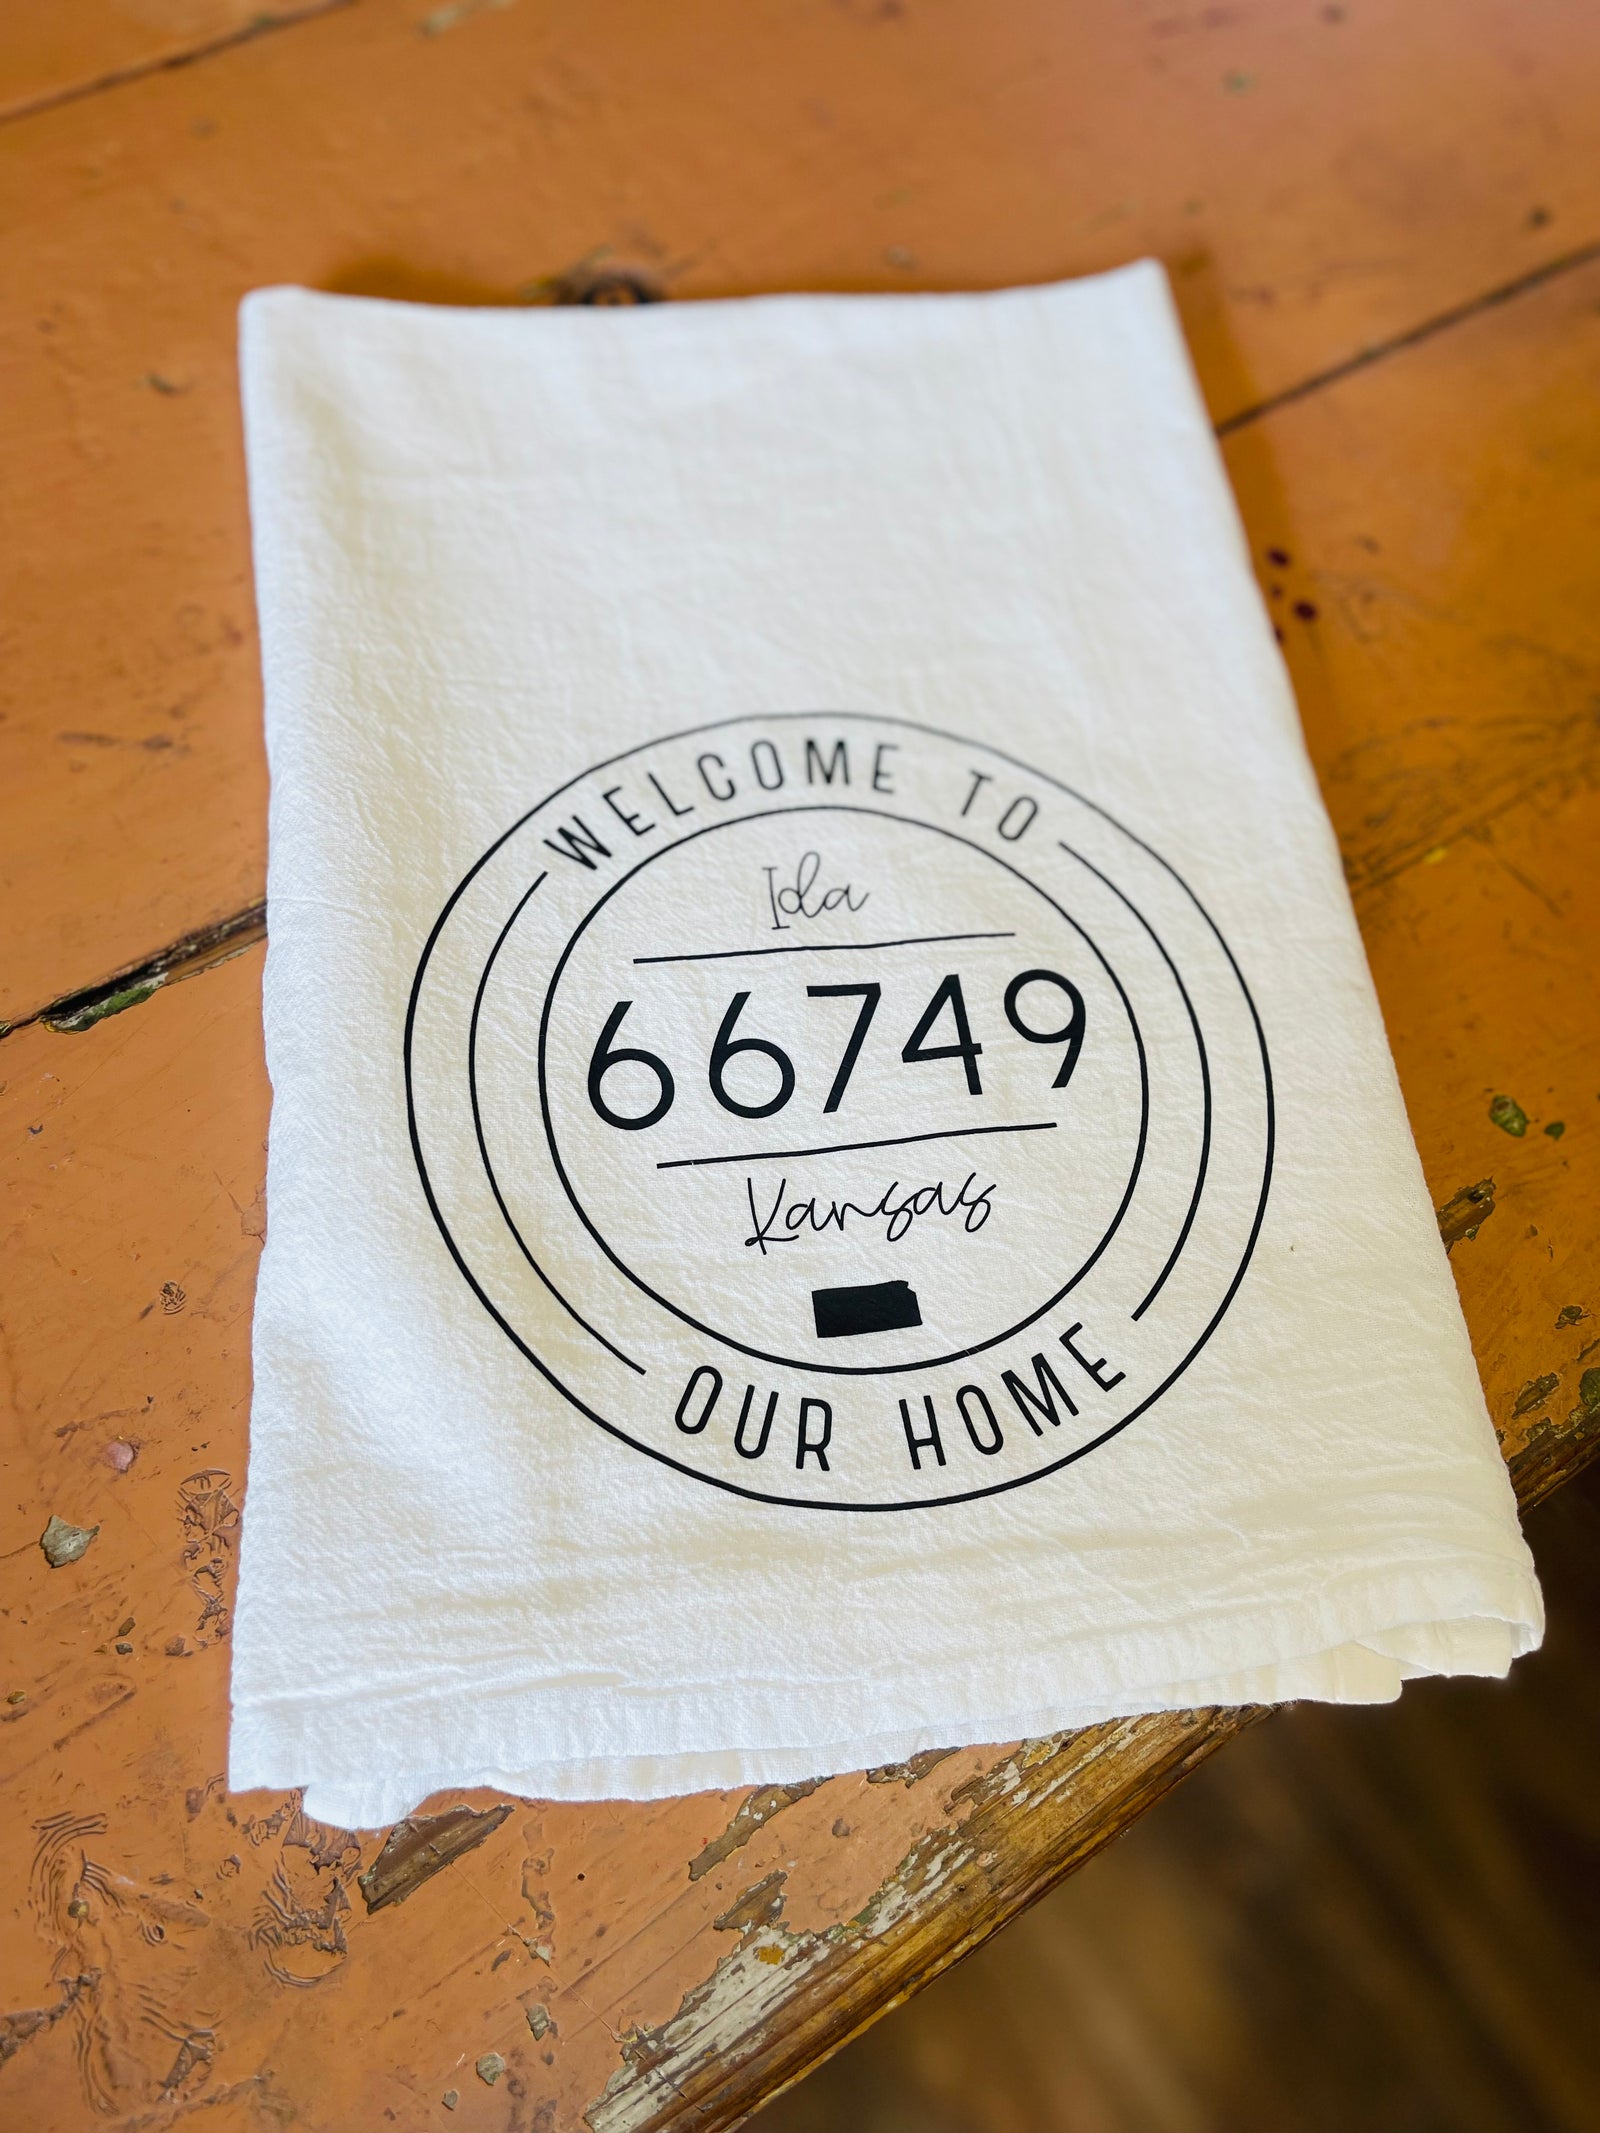 WELCOME TO
Ida
66749
Kansas
OUR HOME